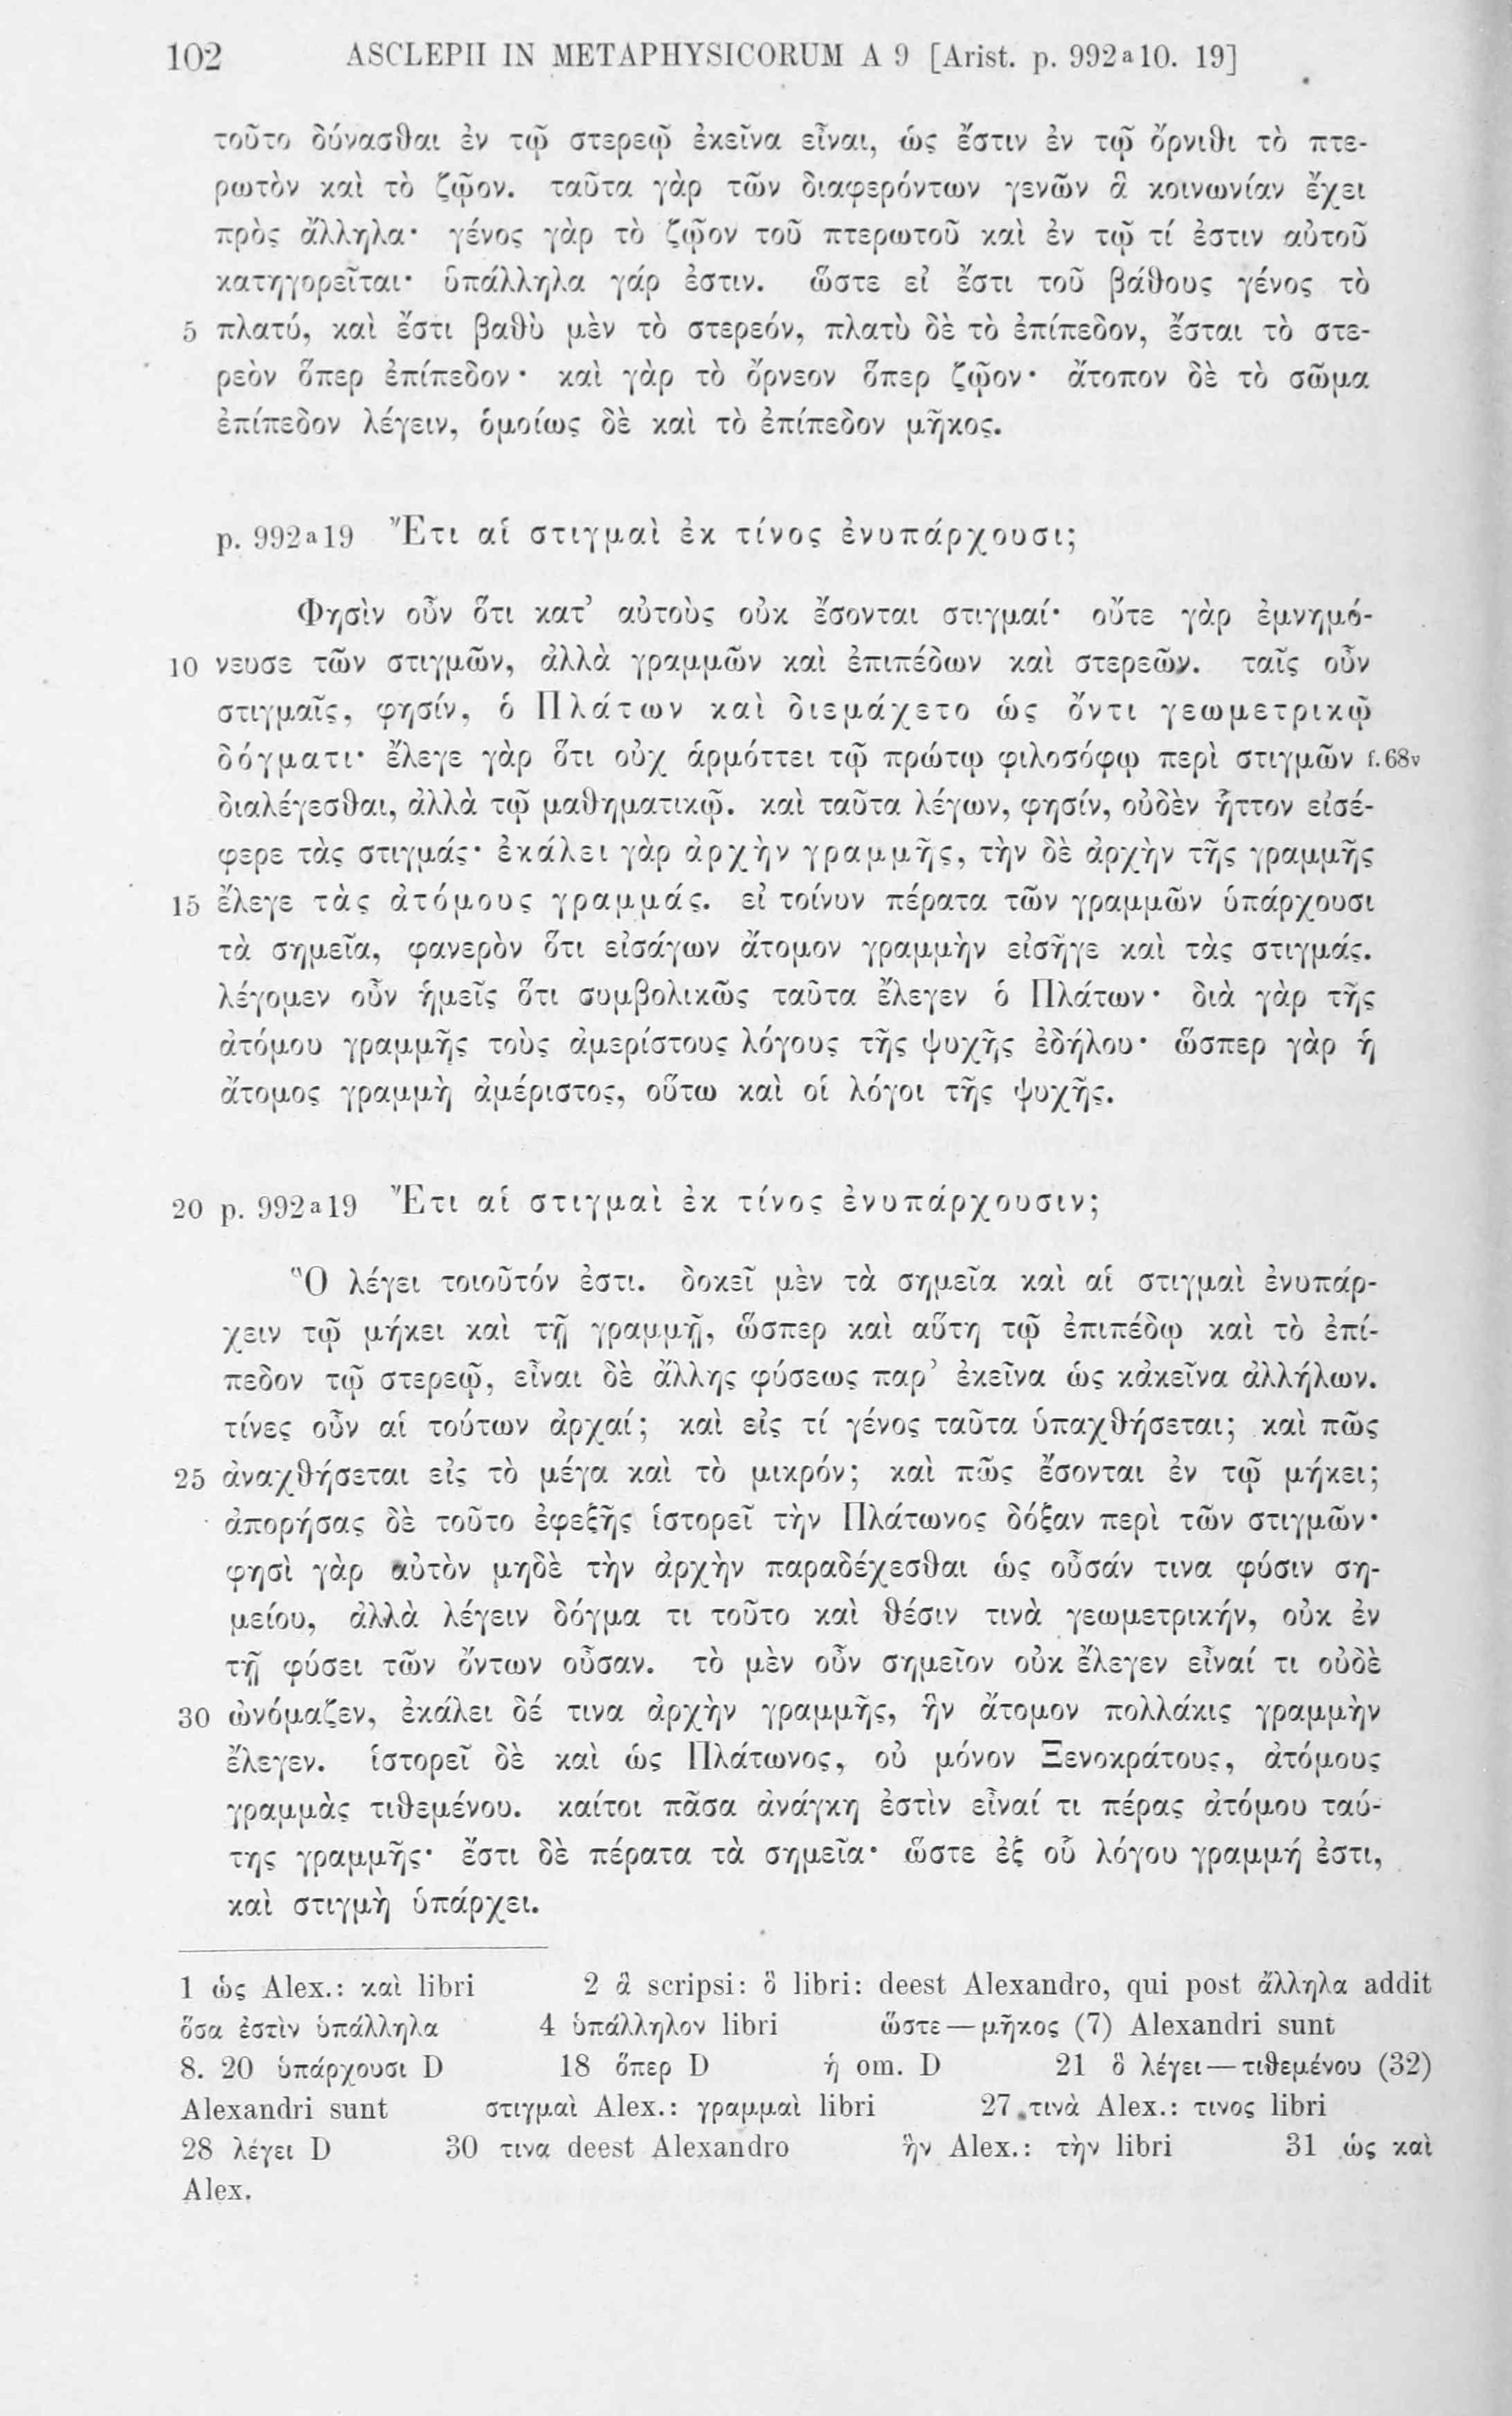 102 ASCLEPII IN METAPHYSICORUM A 9 [Arist. p. 992a10. 19]
τοῦτο δύνασθαι ἐν τῷ στερεῷ ἐκεῖνα εἶναι, ὡς ἔστιν ἐν τῷ ὄρνιθι τὸ πτε-
ρωτὸν καὶ τὸ ζῷον. ταῦτα γὰρ τῶν διαφερόντων γενῶν ἃ κοινωνίαν ἔχει
πρὸς ἄλληλα· γένος γὰρ τὸ ζῷον τοῦ πτερωτοῦ καὶ ἐν τῷ τί ἐστιν αὐτοῦ
κατηγορεῖται· ὑπάλληλα γάρ ἐστιν. ὥστε εἰ ἔστι τοῦ βάθους γένος τὸ
5 πλατύ, καὶ ἔστι βαθὺ μὲν τὸ στερεόν, πλατὺ δὲ τὸ ἐπίπεδον, ἔσται τὸ στε-
ρεὸν ὅπερ ἐπίπεδον· καὶ γὰρ τὸ ὄρνεον ὅπερ ζῷον· ἄτοπον δὲ τὸ σῶμα
ἐπίπεδον λέγειν, ὁμοίως δὲ καὶ τὸ ἐπίπεδον μῆκος.
p. 992a19 Ἔτι αἱ στιγμαὶ ἐκ τίνος ἐνυπάρχουσι;
Φησὶν οὖν ὅτι κατ’ αὐτοὺς οὐκ ἔσονται στιγμαί· οὔτε γὰρ ἐμνημό-
10 νευσε τῶν στιγμῶν, ἀλλὰ γραμμῶν καὶ ἐπιπέδων καὶ στερεῶν. ταῖς οὖν
στιγμαῖς, φησίν, ὁ Πλάτων καὶ διεμάχετο ὡς ὄντι γεωμετρικῷ
δόγματι· ἔλεγε γὰρ ὅτι οὐχ ἁρμόττει τῷ πρώτῳ φιλοσόφῳ περὶ στιγμῶν f.68v
διαλέγεσθαι, ἀλλὰ τῷ μαθηματικῷ. καὶ ταῦτα λέγων, φησίν, οὐδὲν ἧττον εἰσέ-
φερε τὰς στιγμάς· ἐκάλει γὰρ ἀρχὴν γραμμῆς, τὴν δὲ ἀρχὴν τῆς γραμμῆς
15 ἔλεγε τὰς ἀτόμους γραμμάς. εἰ τοίνυν πέρατα τῶν γραμμῶν ὑπάρχουσι
τὰ σημεῖα, φανερὸν ὅτι εἰσάγων ἄτομον γραμμὴν εἰσῆγε καὶ τὰς στιγμάς.
λέγομεν οὖν ἡμεῖς ὅτι συμβολικῶς ταῦτα ἔλεγεν ὁ Πλάτων· διὰ γὰρ τῆς
ἀτόμου γραμμῆς τοὺς ἀμερίστους λόγους τῆς ψυχῆς ἐδήλου· ὥσπερ γὰρ ἡ
ἄτομος γραμμὴ ἀμέριστος, οὕτω καὶ οἱ λόγοι τῆς ψυχῆς.
20 p. 992a19 Ἔτι αἱ στιγμαὶ ἐκ τίνος ἐνυπάρχουσιν;
Ὃ λέγει τοιοῦτόν ἐστι. δοκεῖ μὲν τὰ σημεῖα καὶ αἱ στιγμαὶ ἐνυπάρ-
χειν τῷ μήκει καὶ τῇ γραμμῇ, ὥσπερ καὶ αὕτη τῷ ἐπιπέδῳ καὶ τὸ ἐπί-
πεδον τῷ στερεῷ, εἶναι δὲ ἄλλης φύσεως παρ’ ἐκεῖνα ὡς κἀκεῖνα ἀλλήλων.
τίνες οὖν αἱ τούτων ἀρχαί; καὶ εἰς τί γένος ταῦτα ὑπαχθήσεται; καὶ πῶς
25 ἀναχθήσεται εἰς τὸ μέγα καὶ τὸ μικρόν; καὶ πῶς ἔσονται ἐν τῷ μήκει;
ἀπορήσας δὲ τοῦτο ἐφεξῆς ἱστορεῖ τὴν Πλάτωνος δόξαν περὶ τῶν στιγμῶν·
φησὶ γὰρ αὐτὸν μηδὲ τὴν ἀρχὴν παραδέχεσθαι ὡς οὖσάν τινα φύσιν ση-
μείου, ἀλλὰ λέγειν δόγμα τι τοῦτο καὶ θέσιν τινὰ γεωμετρικήν, οὐκ ἐν
τῇ φύσει τῶν ὄντων οὖσαν. τὸ μὲν οὖν σημεῖον οὐκ ἔλεγεν εἶναί τι οὐδὲ
30 ὠνόμαζεν, ἐκάλει δέ τινα ἀρχὴν γραμμῆς, ἣν ἄτομον πολλάκις γραμμὴν
ἔλεγεν. ἱστορεῖ δὲ καὶ ὡς Πλάτωνος, οὐ μόνον Ξενοκράτους, ἀτόμους
γραμμὰς τιθεμένου. καίτοι πᾶσα ἀνάγκη ἐστὶν εἶναί τι πέρας ἀτόμου ταύ-
της γραμμῆς· ἔστι δὲ πέρατα τὰ σημεῖα· ὥστε ἐξ οὗ λόγου γραμμή ἐστι,
καὶ στιγμὴ ὑπάρχει.
1 ὡς Alex.: καὶ libri 2 ἃ scripsi: ὃ libri: deest Alexandro, qui post ἄλληλα addit
ὅσα ἐστὶν ὑπάλληλα 4 ὑπάλληλον libri ὥστε—μῆκος (7) Alexandri sunt
8. 20 ὑπάρχουσι D 18 ὅπερ D ἡ om. D 21 ὃ λέγει—τιθεμένου (32)
Alexandri sunt στιγμαὶ Alex.: γραμμαὶ libri 27 τινὰ Alex.: τινος libri
28 λέγει D 30 τινα deest Alexandro ἣν Alex.: τὴν libri 31 ὡς καὶ
Alex.